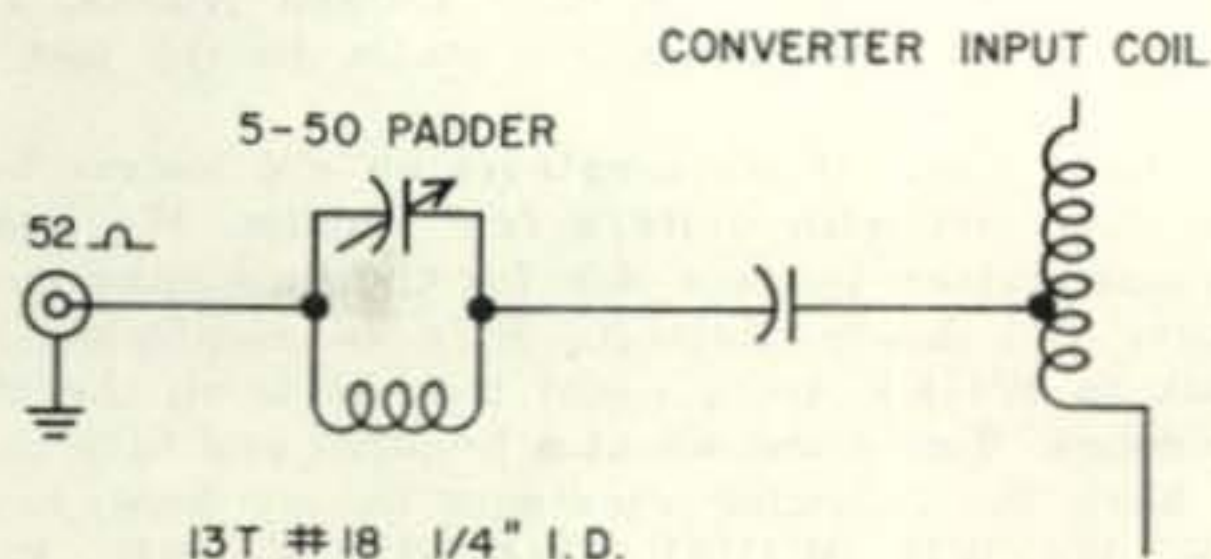 CONVERTER INPUT COIL
5-50 PADDER
52 Ω
13T #18 1/4" I.D.